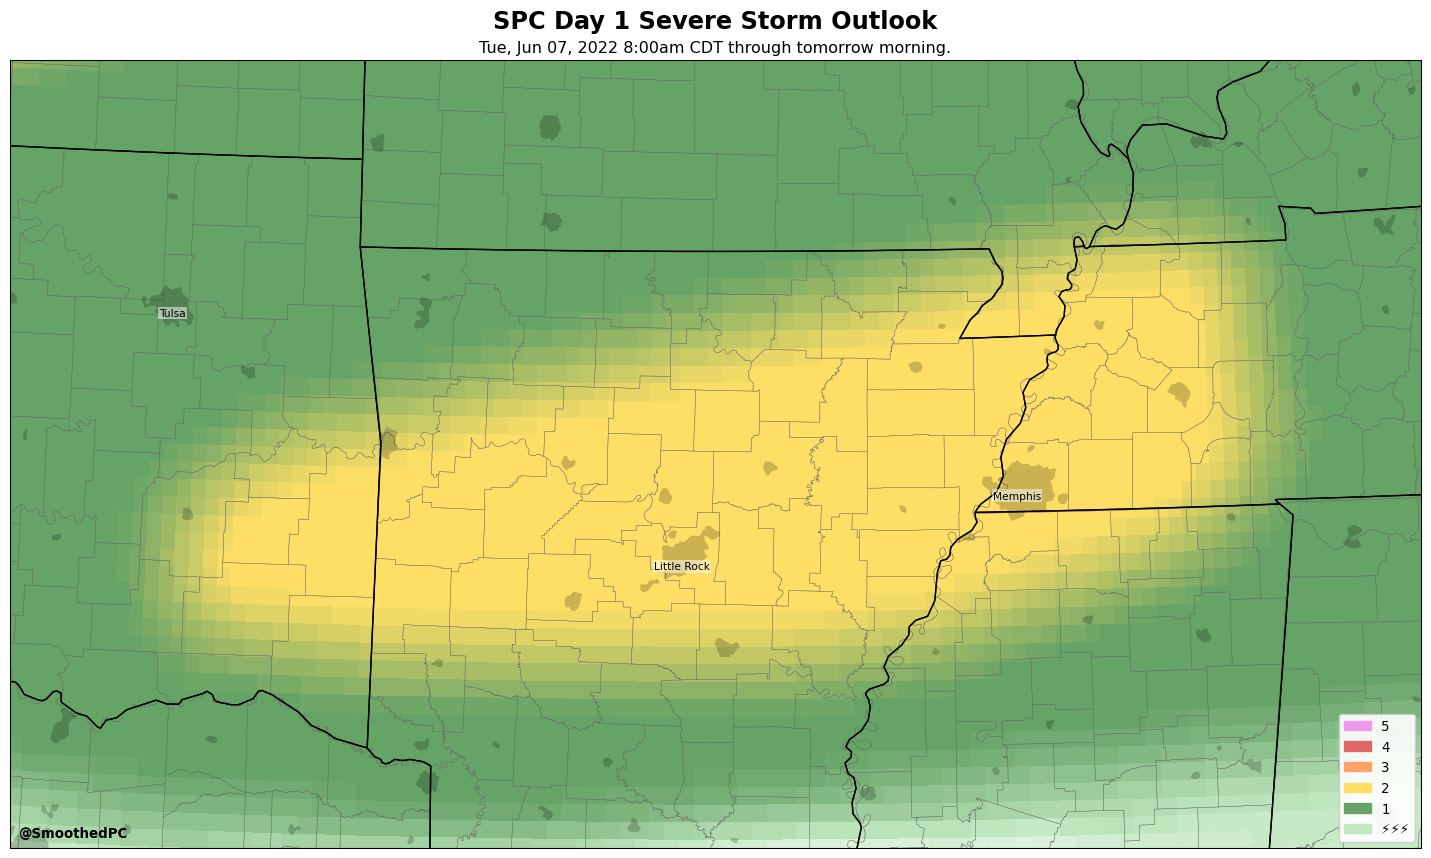 SPC Day 1 Severe Storm Outlook
Tue, Jun 07, 2022 8:00am CDT through tomorrow morning.
Tulsa
Memphis
Little Rock
5
4
3
2
1
⚡⚡⚡
@SmoothedPC